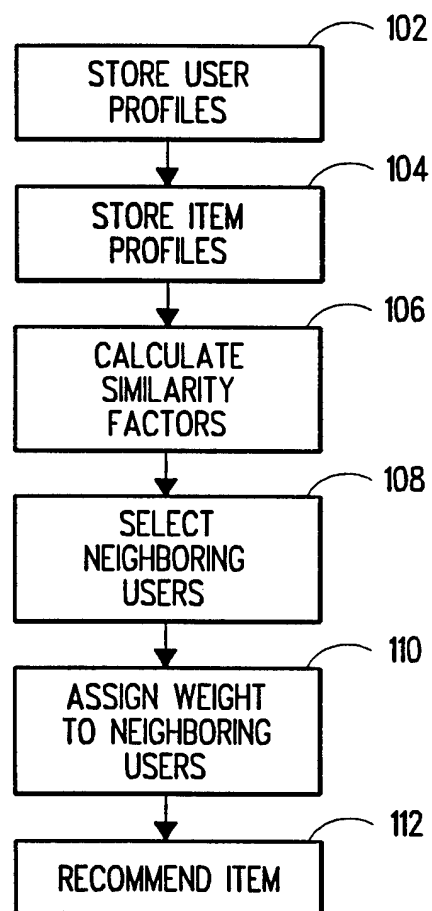 102
STORE USER
PROFILES
104
STORE ITEM
PROFILES
106
CALCULATE
SIMILARITY
FACTORS
108
SELECT
NEIGHBORING
USERS
110
ASSIGN WEIGHT
TO NEIGHBORING
USERS
112
RECOMMEND ITEM